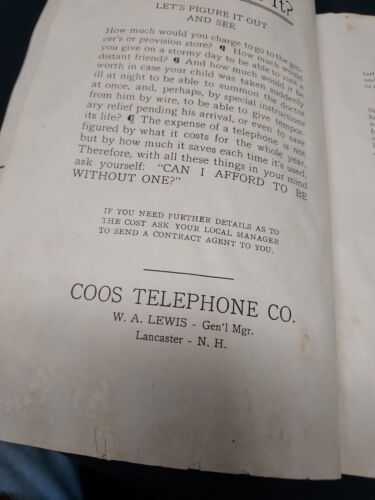 It?
LET'S FIGURE IT OUT
AND SEE
How much would you charge to go to the gro-
cer's or provision store? ¶ How much would
you give on a stormy day to be able to visit a
distant friend? ¶ And how much would it be
worth in case your child was taken suddenly
ill at night to be able to summon the doctor
at once, and, perhaps, by special instructions
from him by wire, to be able to give tempor-
ary relief pending his arrival, or even to save
its life? ¶ The expense of a telephone is not
figured by what it costs for the whole year,
but by how much it saves each time it's used.
Therefore, with all these things in your mind
ask yourself: "CAN I AFFORD TO BE
WITHOUT ONE?"
IF YOU NEED FURTHER DETAILS AS TO
THE COST ASK YOUR LOCAL MANAGER
TO SEND A CONTRACT AGENT TO YOU.
COOS TELEPHONE CO.
W. A. LEWIS - Gen'l Mgr.
Lancaster - N. H.